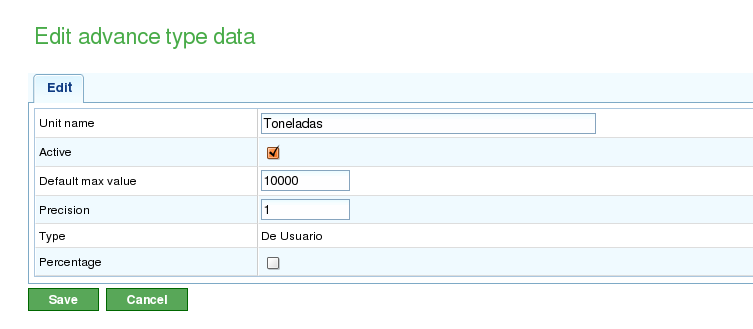 Edit advance type data
Edit
Unit name Toneladas
Active
Default max value 10000
Precision 1
Type De Usuario
Percentage
Save Cancel